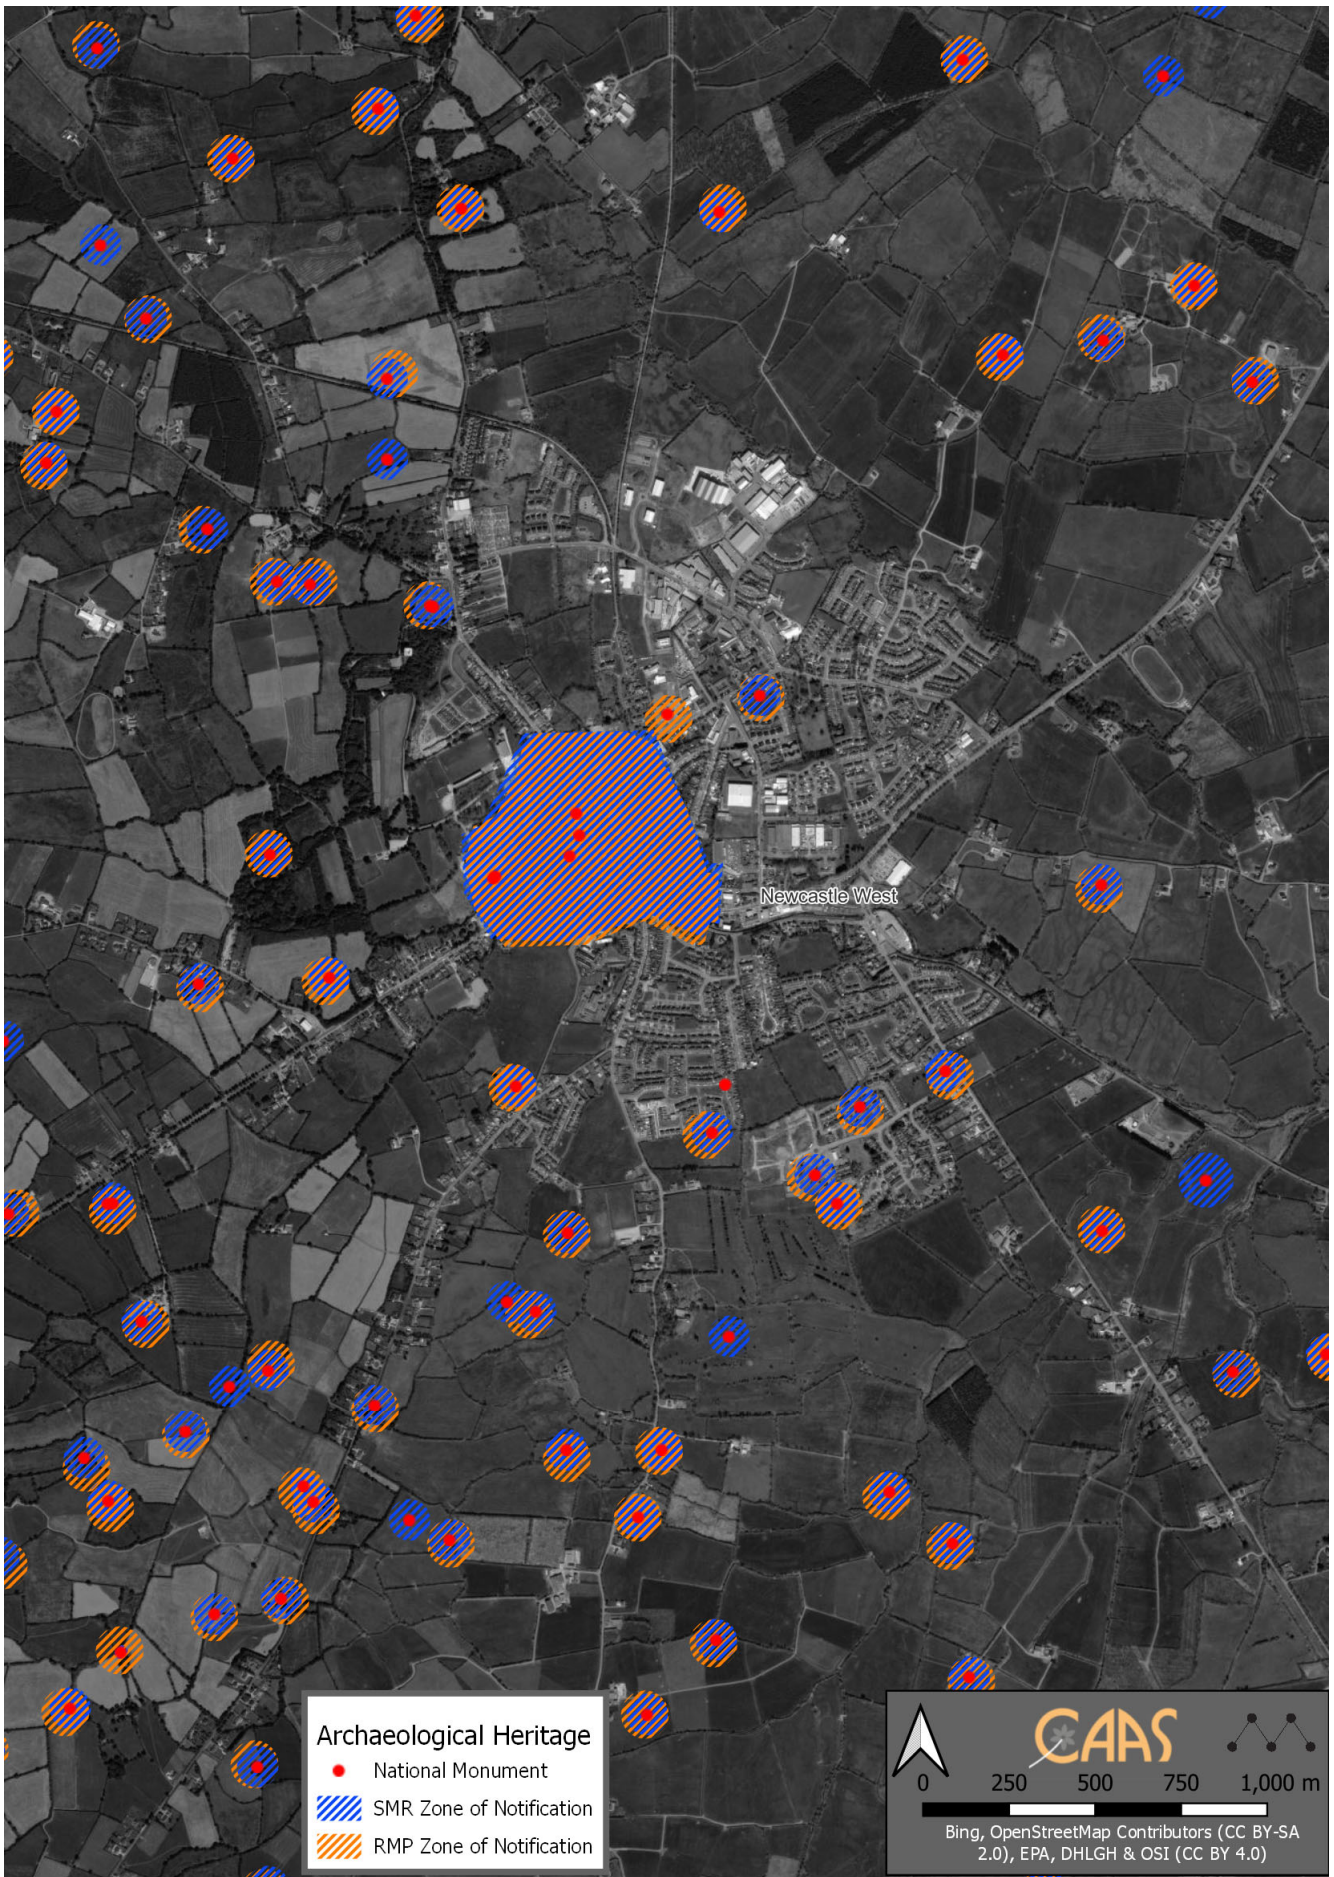 Newcastle West
Archaeological Heritage
National Monument
SMR Zone of Notification
RMP Zone of Notification
CAAS
0 250 500 750 1,000 m
Bing, OpenStreetMap Contributors (CC BY-SA
2.0), EPA, DHLGH & OSI (CC BY 4.0)